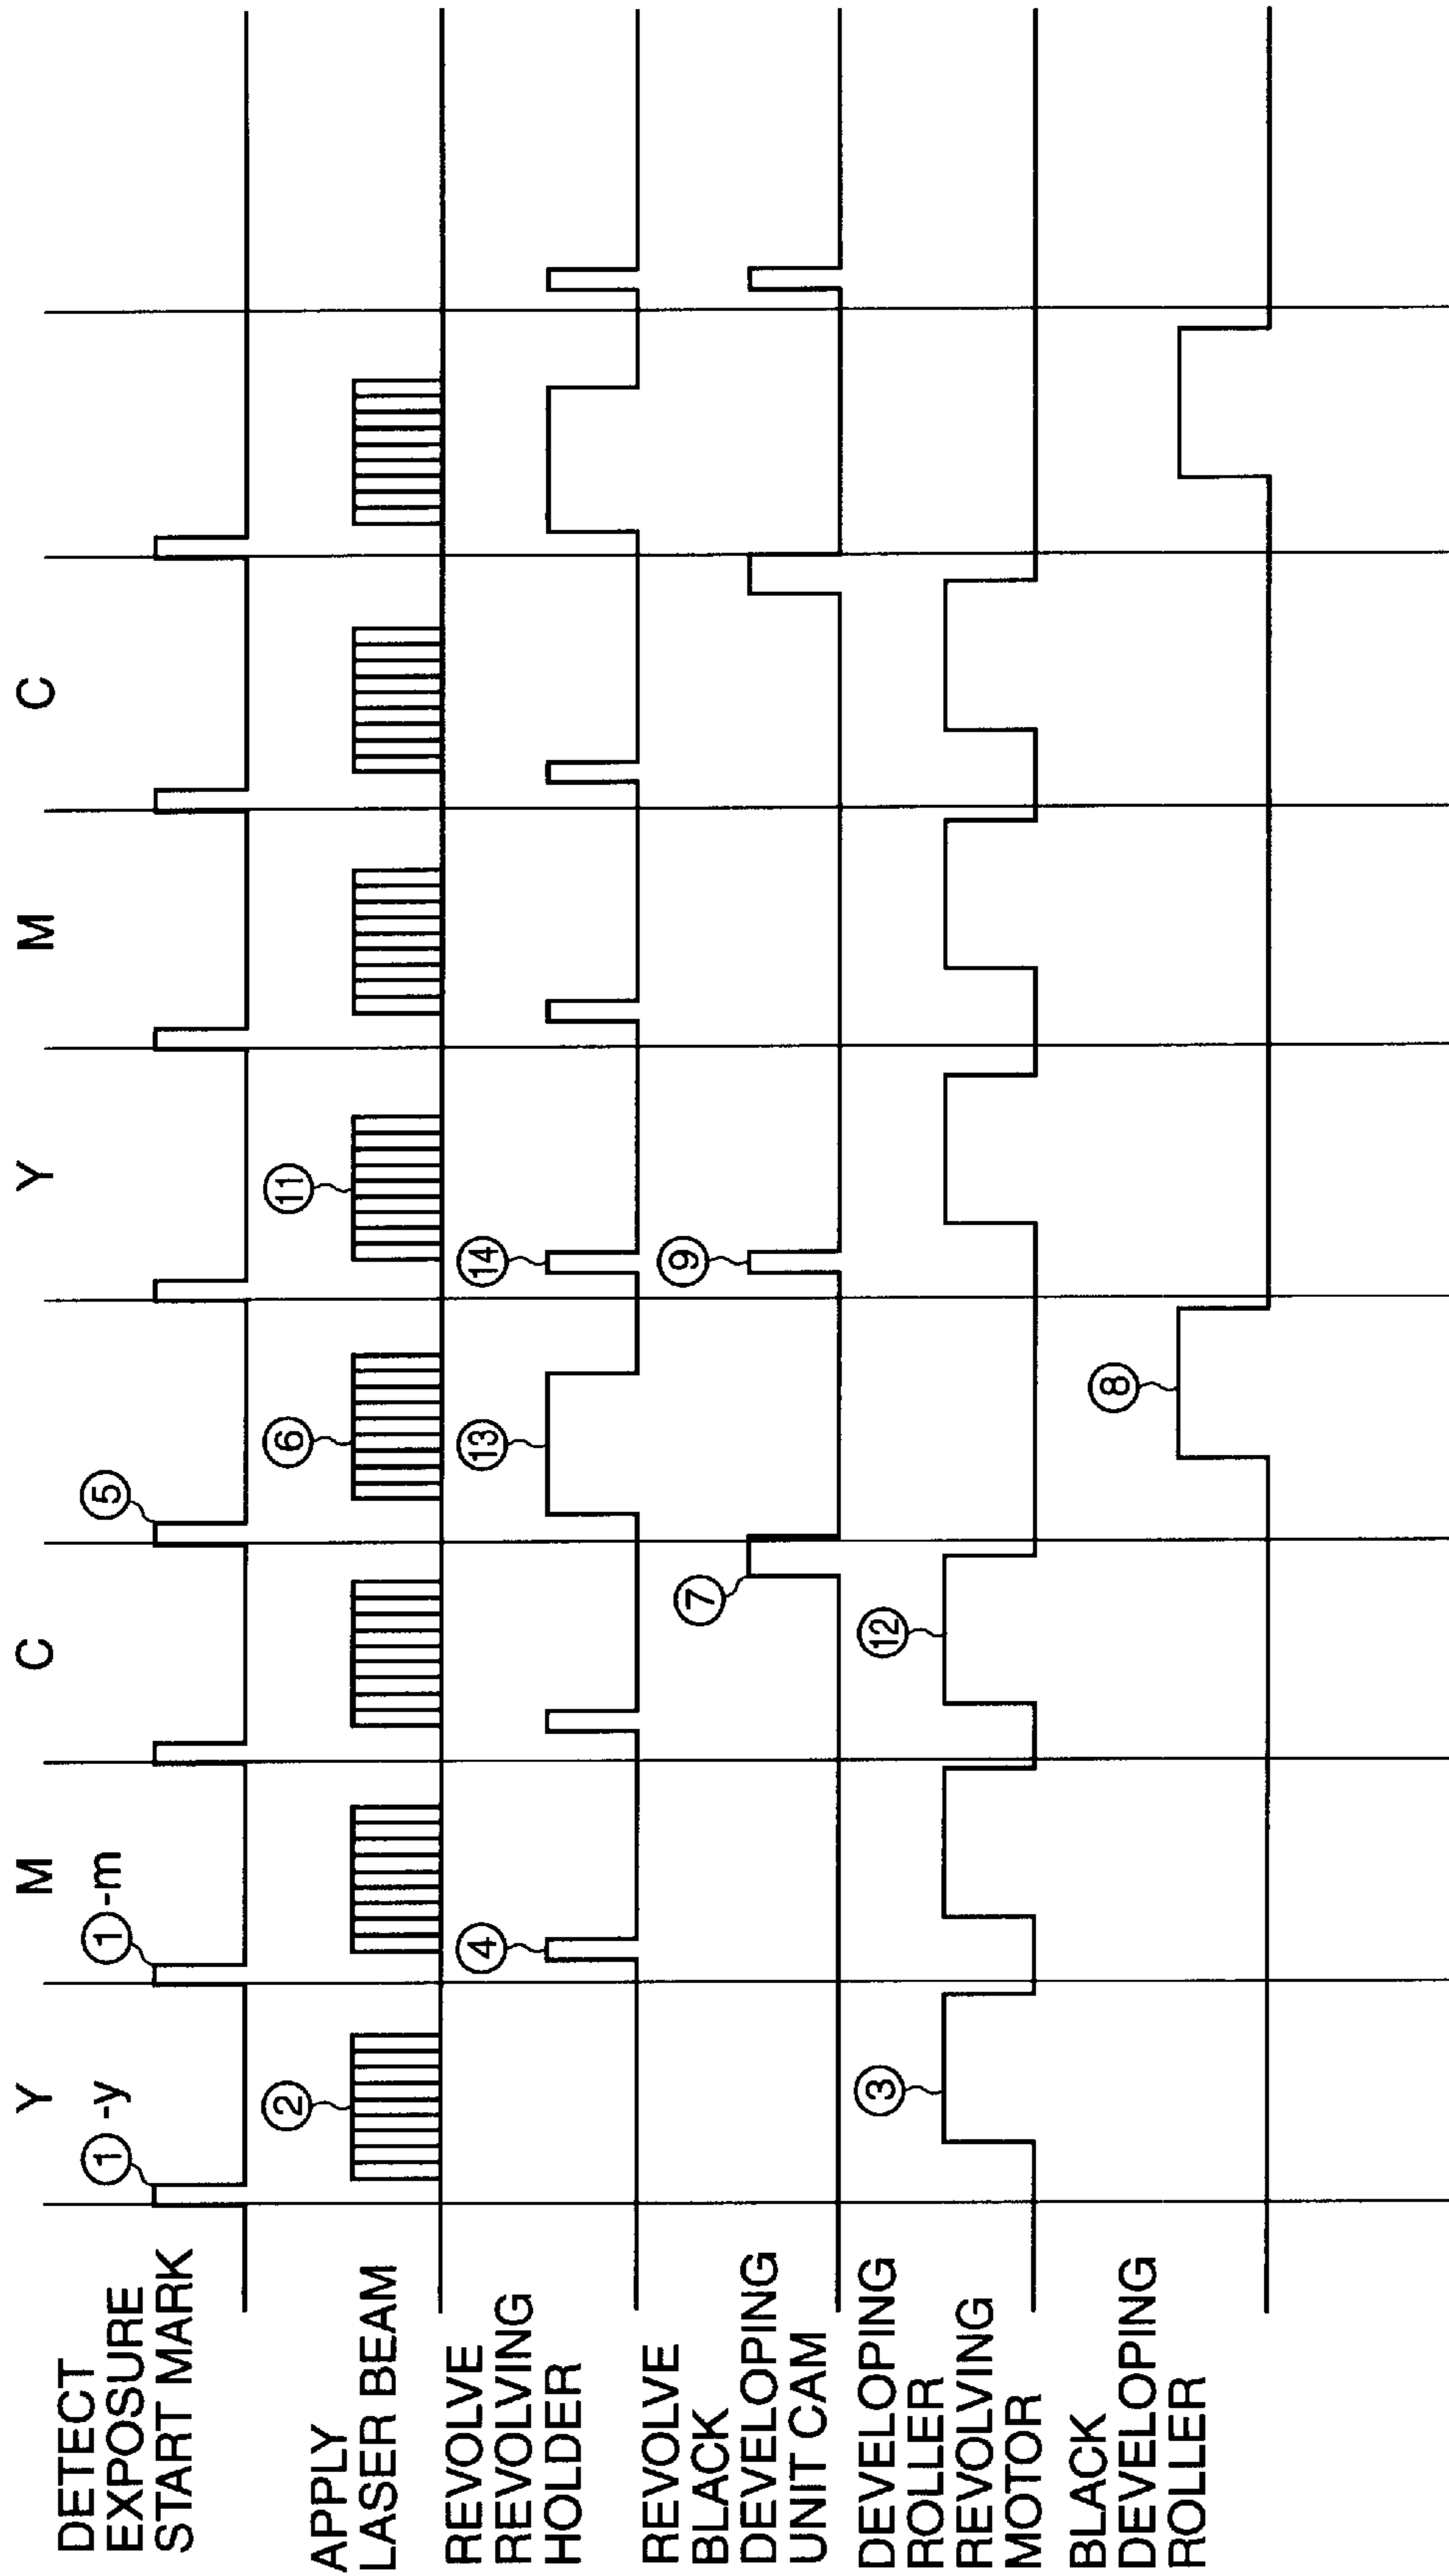 Y M C Y M C
DETECT
EXPOSURE
START MARK
①-y ①-m ⑤
APPLY
LASER BEAM
② ⑥ ⑪
REVOLVE
REVOLVING
HOLDER
④ ⑬ ⑭
REVOLVE
BLACK
DEVELOPING
UNIT CAM
⑦ ⑨
DEVELOPING
ROLLER
REVOLVING
MOTOR
③ ⑫
BLACK
DEVELOPING
ROLLER
⑧